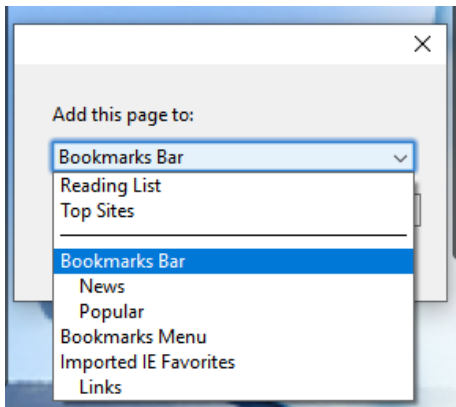 Add this page to:
Bookmarks Bar
Reading List
Top Sites
Bookmarks Bar
News
Popular
Bookmarks Menu
Imported IE Favorites
Links